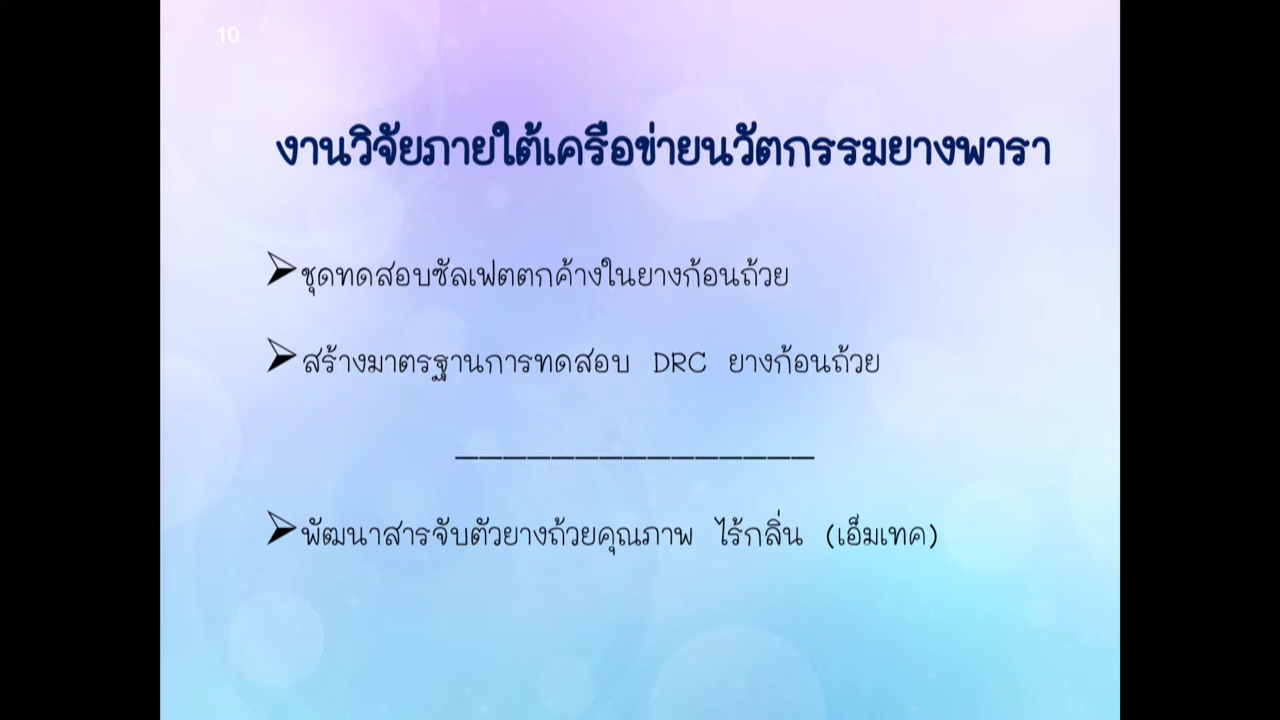 10
งานวิจัยภายใต้เครือข่ายนวัตกรรมยางพารา
➢ชุดทดสอบซัลเฟตตกค้างในยางก้อนถ้วย
➢สร้างมาตรฐานการทดสอบ DRC ยางก้อนถ้วย
_______________
➢พัฒนาสารจับตัวยางถ้วยคุณภาพ ไร้กลิ่น (เอ็มเทค)